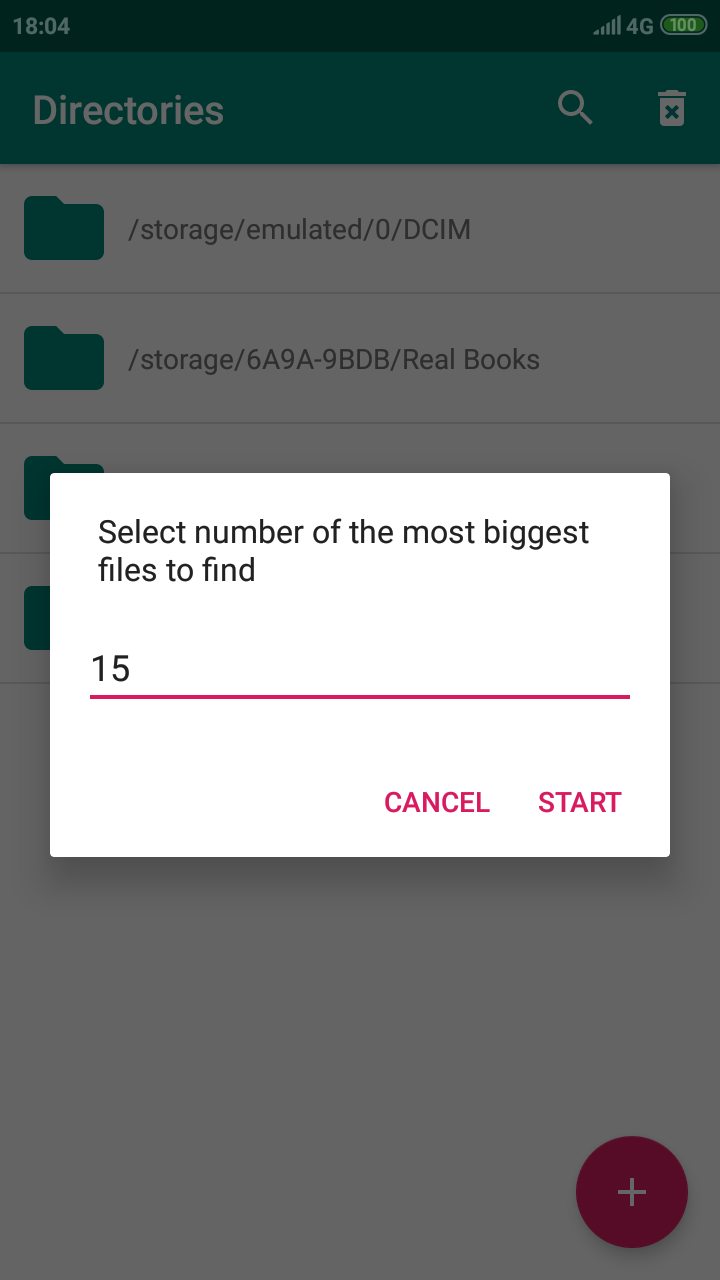 18:04 4G 100
Directories
/storage/emulated/0/DCIM
/storage/6A9A-9BDB/Real Books
Select number of the most biggest
files to find
15
CANCEL START